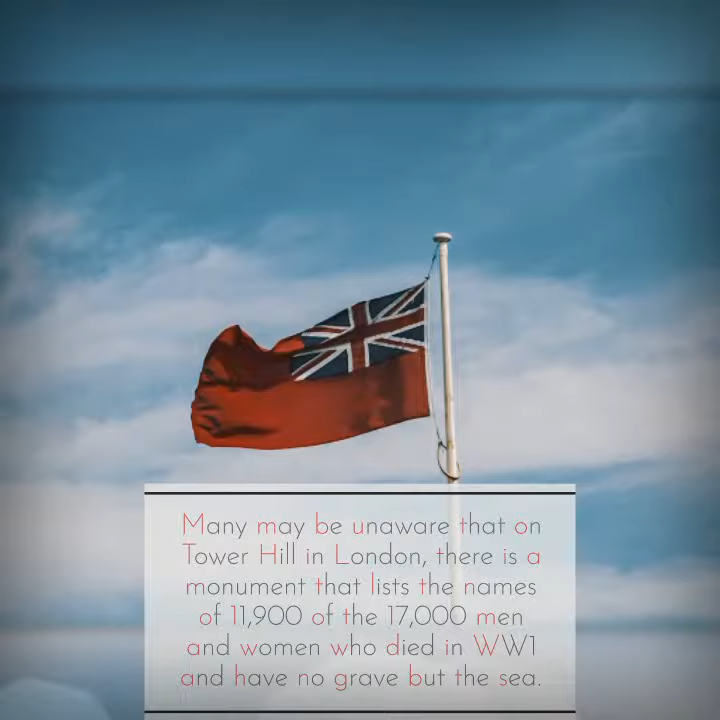 Many may be unaware that on
Tower Hill in London, there is a
monument that lists the names
of 11,900 of the 17,000 men
and women who died in WW1
and have no grave but the sea.